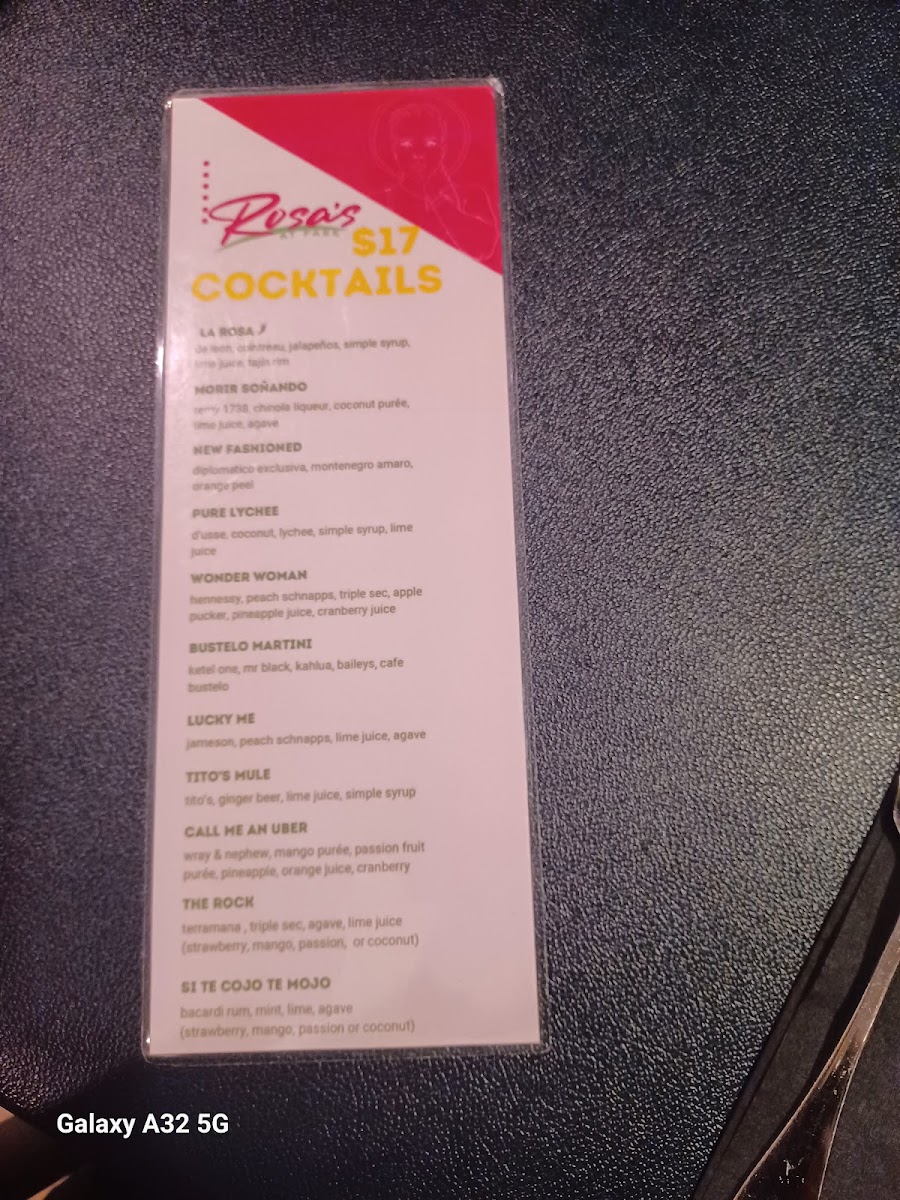 Rosa's
AT PARK
$17
COCKTAILS
LA ROSA
de leon, cointreau, jalapeños, simple syrup,
lime juice, tajin rim
MORIR SOÑANDO
remy 1738, chinola liqueur, coconut purée,
lime juice, agave
NEW FASHIONED
diplomatico exclusiva, montenegro amaro,
orange peel
PURE LYCHEE
d'usse, coconut, lychee, simple syrup, lime
juice
WONDER WOMAN
hennessy, peach schnapps, triple sec, apple
pucker, pineapple juice, cranberry juice
BUSTELO MARTINI
ketel one, mr black, kahlua, baileys, cafe
bustelo
LUCKY ME
jameson, peach schnapps, lime juice, agave
TITO'S MULE
tito's, ginger beer, lime juice, simple syrup
CALL ME AN UBER
wray & nephew, mango purée, passion fruit
purée, pineapple, orange juice, cranberry
THE ROCK
terramana , triple sec, agave, lime juice
(strawberry, mango, passion, or coconut)
SI TE COJO TE MOJO
bacardi rum, mint, lime, agave
(strawberry, mango, passion or coconut)
Galaxy A32 5G